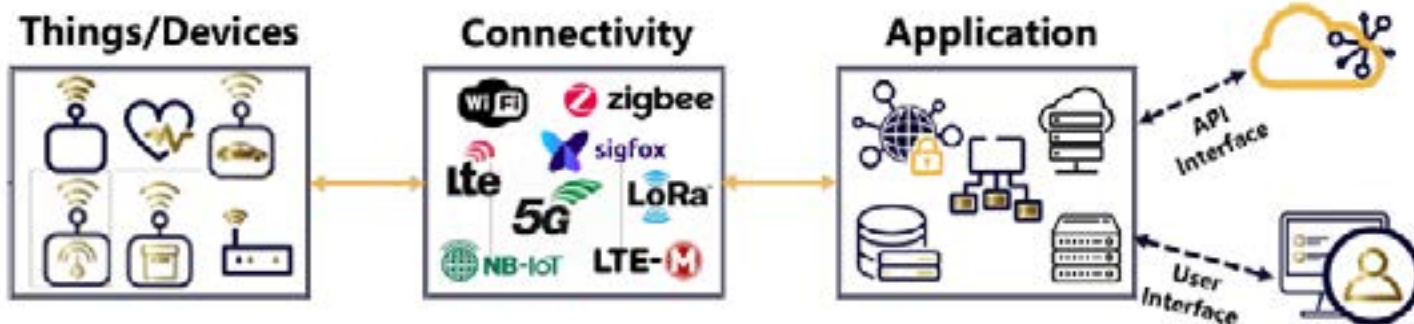 Things/Devices
Connectivity
Application
WiFi
zigbee
sigfox
Lte
5G
LoRa
NB-IoT
LTE-M
API
Interface
User
Interface